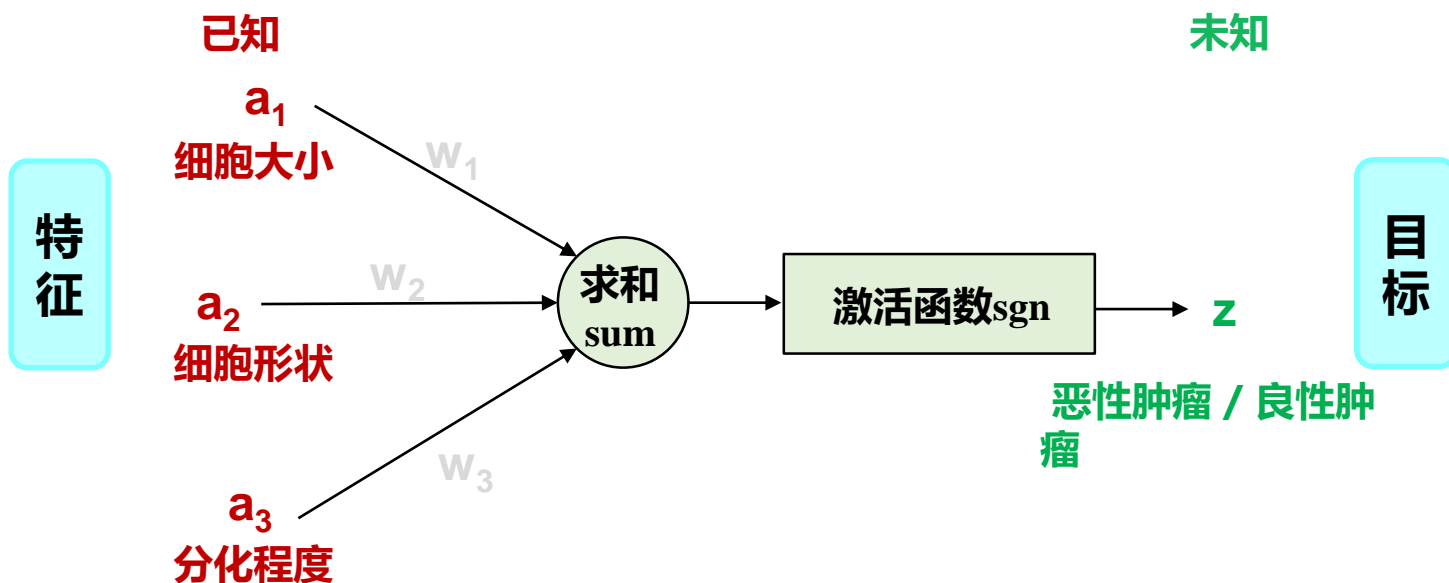 已知
未知
a1
细胞大小
w1
特
征
w2
a2
细胞形状
求和
sum
激活函数sgn
z
目
标
恶性肿瘤 / 良性肿
瘤
w3
a3
分化程度